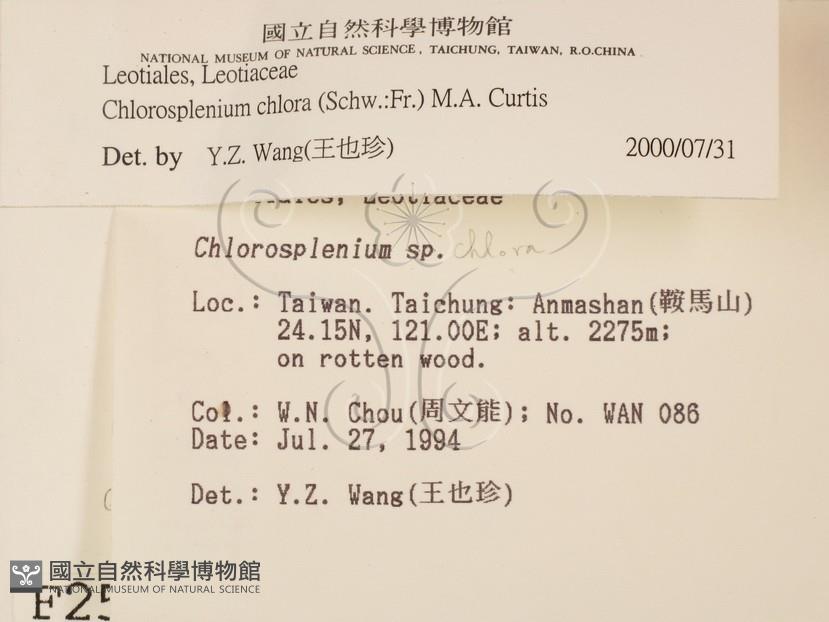 國立自然科學博物館
NATIONAL MUSEUM OF NATURAL SCIENCE, TAICHUNG, TAIWAN, R.O.CHINA
Leotiales, Leotiaceae
Chlorosplenium chlora (Schw.:Fr.) M.A. Curtis
Det. by Y.Z. Wang(王也珍) 2000/07/31
Leotiaceae
Chlorosplenium sp. chlora
Loc.: Taiwan. Taichung: Anmashan(鞍馬山)
24.15N, 121.00E; alt. 2275m;
on rotten wood.
Col.: W.N. Chou(周文能); No. WAN 086
Date: Jul. 27, 1994
Det.: Y.Z. Wang(王也珍)
國立自然科學博物館
NATIONAL MUSEUM OF NATURAL SCIENCE
F25